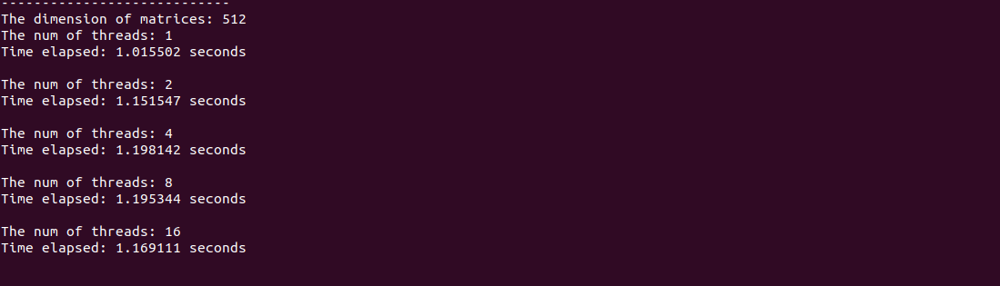 ----------------------------
The dimension of matrices: 512
The num of threads: 1
Time elapsed: 1.015502 seconds
The num of threads: 2
Time elapsed: 1.151547 seconds
The num of threads: 4
Time elapsed: 1.198142 seconds
The num of threads: 8
Time elapsed: 1.195344 seconds
The num of threads: 16
Time elapsed: 1.169111 seconds